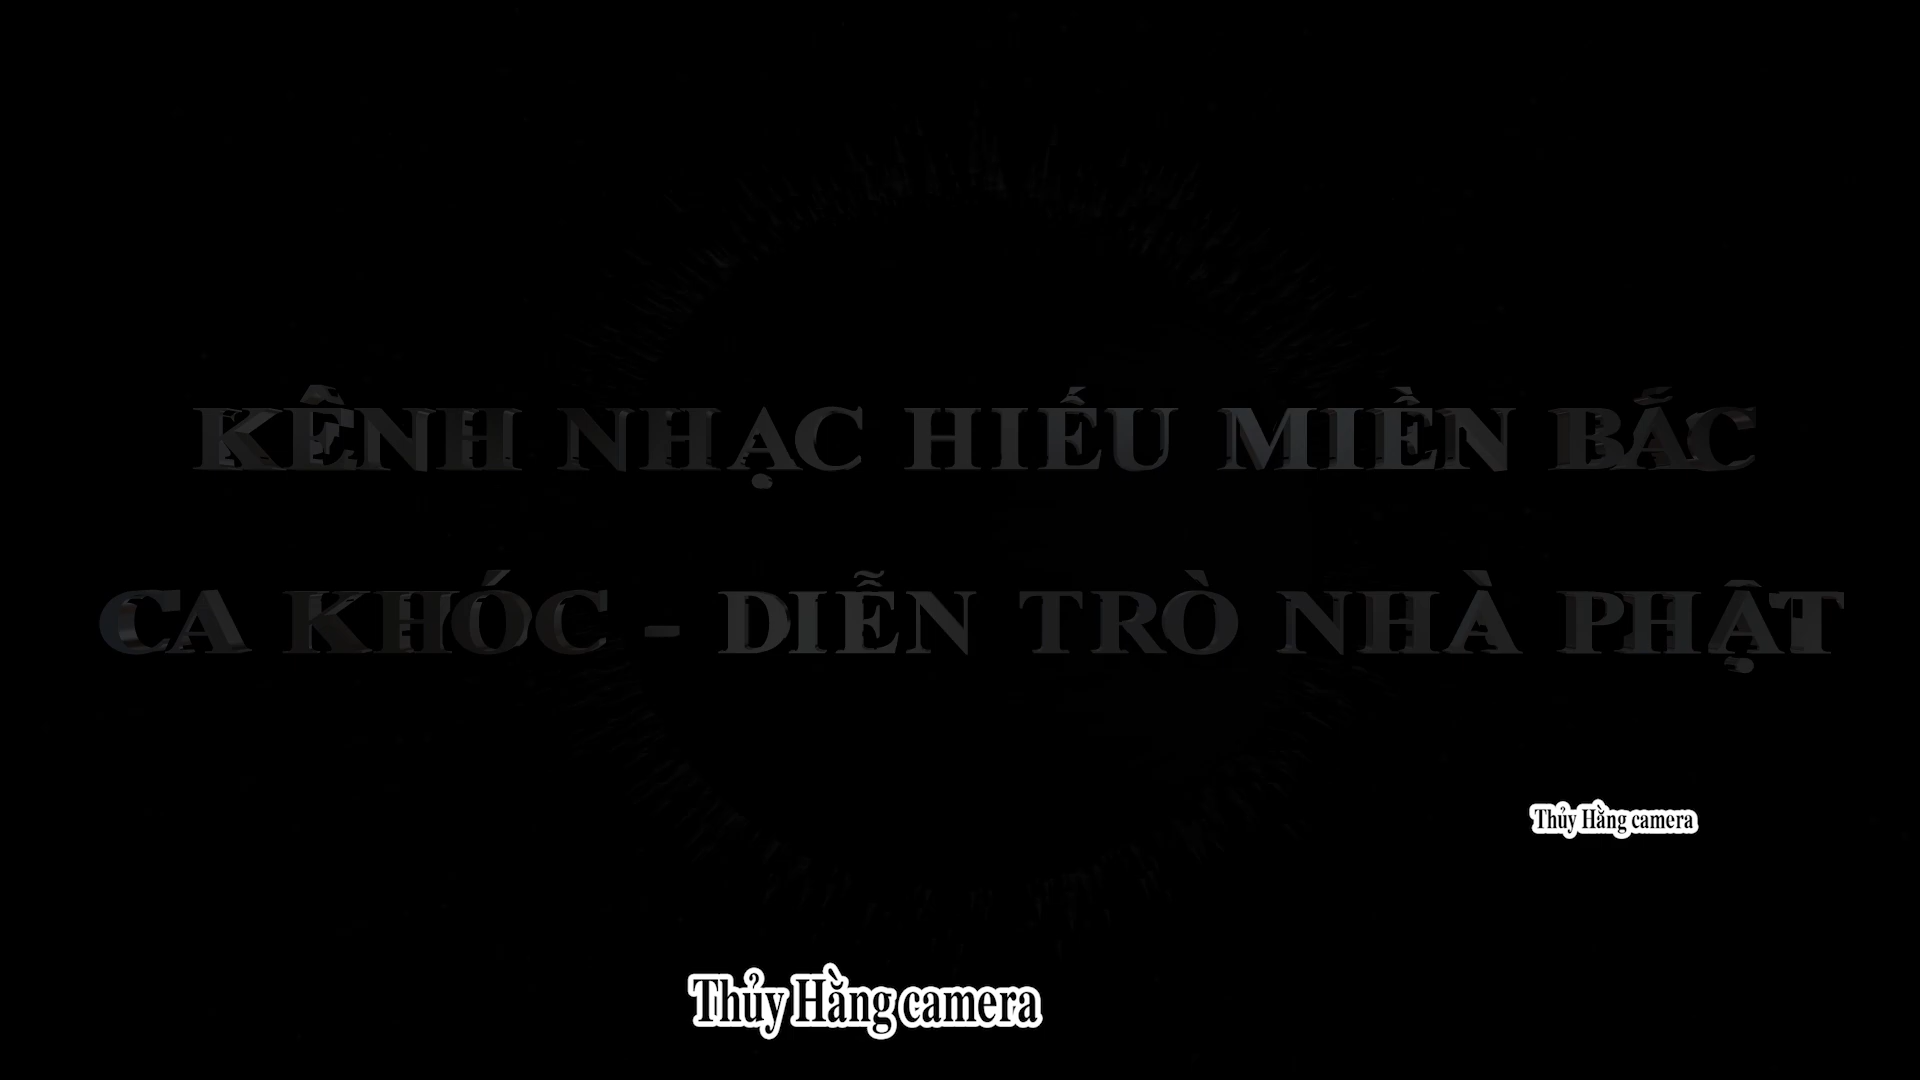 KÊNH NHẠC HIẾU MIỀN BẮC
CA KHÓC - DIỄN TRÒ NHÀ PHẬT
Thủy Hằng camera
Thủy Hằng camera